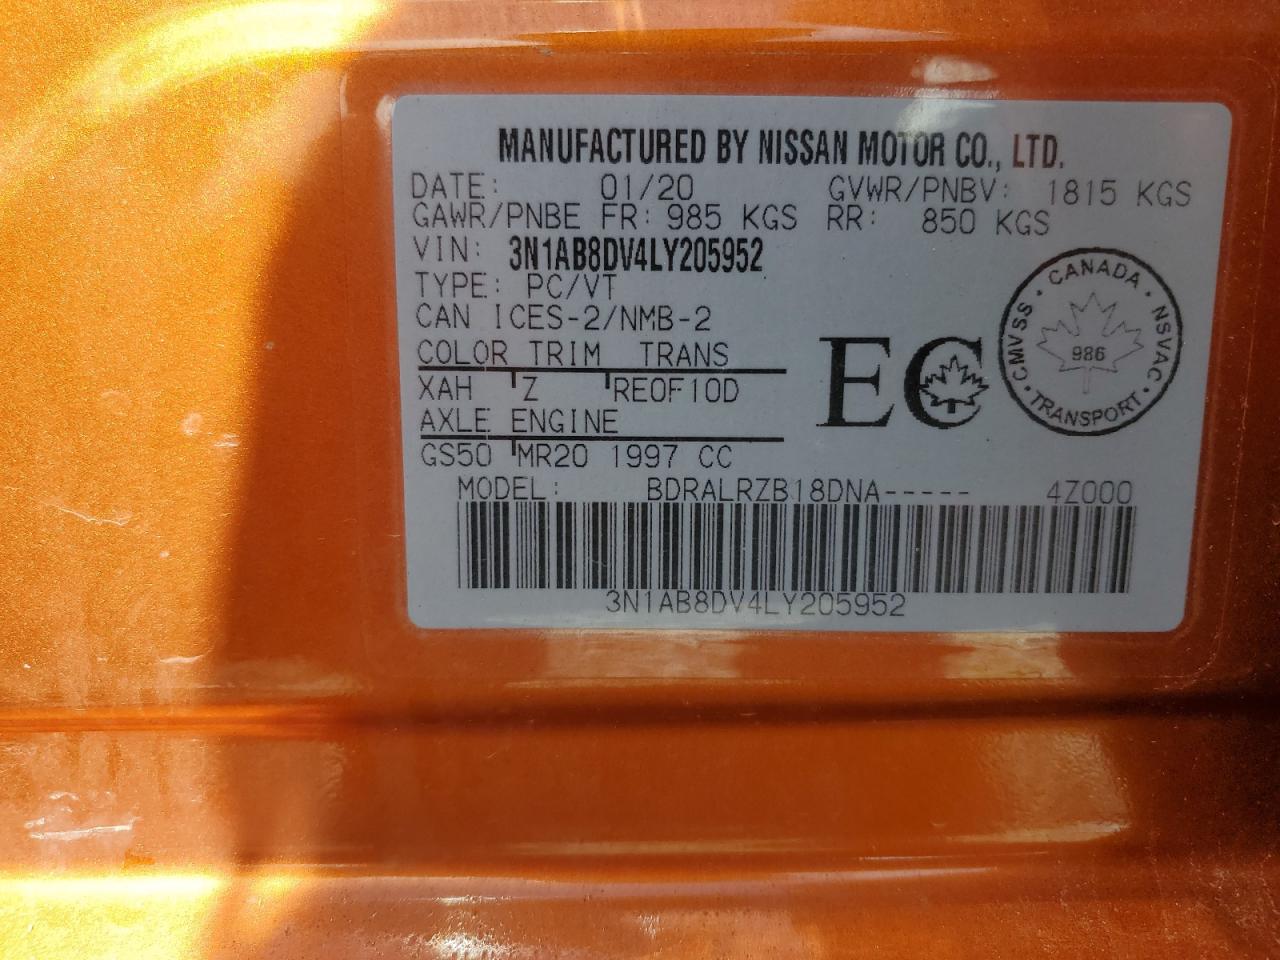 MANUFACTURED BY NISSAN MOTOR CO., LTD.
DATE: 01/20 GVWR/PNBV: 1815 KGS
GAWR/PNBE FR: 985 KGS RR: 850 KGS
VIN: 3N1AB8DV4LY205952
TYPE: PC/VT
CAN ICES-2/NMB-2
COLOR TRIM TRANS
XAH Z RE0F10D
AXLE ENGINE
GS50 MR20 1997 CC
EC
CANADA · NSVAC · TRANSPORT · CMVSS ·
986
MODEL: BDRALRZB18DNA----- 4Z000
3N1AB8DV4LY205952